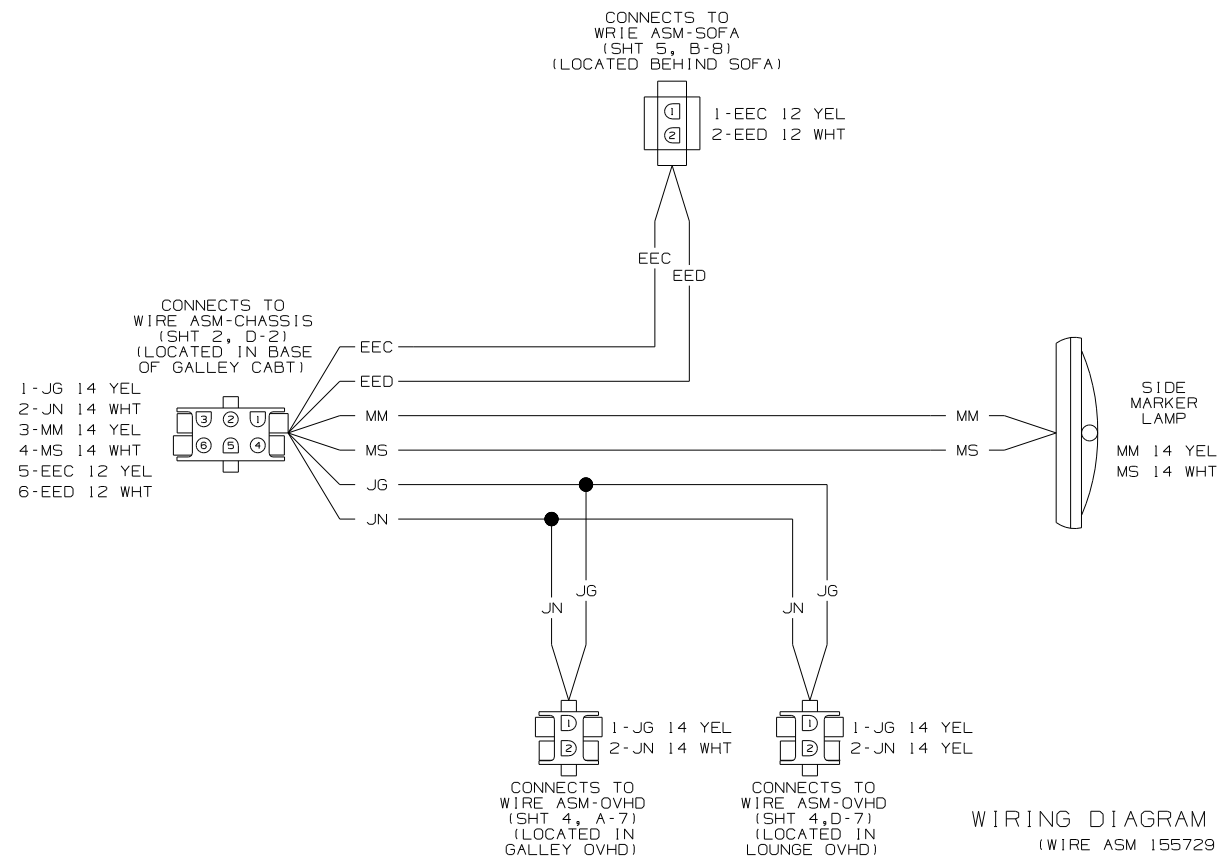 CONNECTS TO
WRIE ASM-SOFA
(SHT 5, B-8)
(LOCATED BEHIND SOFA)
1
2
1-EEC 12 YEL
2-EED 12 WHT
EEC
EED
CONNECTS TO
WIRE ASM-CHASSIS
(SHT 2, D-2)
(LOCATED IN BASE
OF GALLEY CABT)
1-JG 14 YEL
2-JN 14 WHT
3-MM 14 YEL
4-MS 14 WHT
5-EEC 12 YEL
6-EED 12 WHT
3 2 1
6 5 4
EEC
EED
MM
MS
JG
JN
MM
MS
SIDE
MARKER
LAMP
MM 14 YEL
MS 14 WHT
JN
JG
JN
JG
1
2
1-JG 14 YEL
2-JN 14 WHT
CONNECTS TO
WIRE ASM-OVHD
(SHT 4, A-7)
(LOCATED IN
GALLEY OVHD)
1
2
1-JG 14 YEL
2-JN 14 YEL
CONNECTS TO
WIRE ASM-OVHD
(SHT 4,D-7)
(LOCATED IN
LOUNGE OVHD)
WIRING DIAGRAM
(WIRE ASM 155729